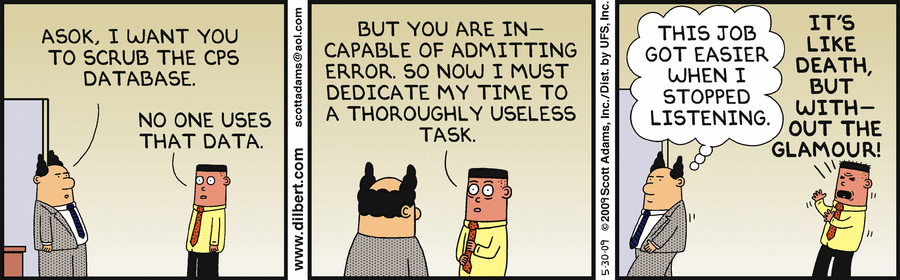 ASOK, I WANT YOU
TO SCRUB THE CPS
DATABASE.
NO ONE USES
THAT DATA.
www.dilbert.com scottadams@aol.com
BUT YOU ARE IN-
CAPABLE OF ADMITTING
ERROR. SO NOW I MUST
DEDICATE MY TIME TO
A THOROUGHLY USELESS
TASK.
5-30-09 ©2009 Scott Adams, Inc./Dist. by UFS, Inc.
THIS JOB
GOT EASIER
WHEN I
STOPPED
LISTENING.
IT'S
LIKE
DEATH,
BUT
WITH-
OUT THE
GLAMOUR!